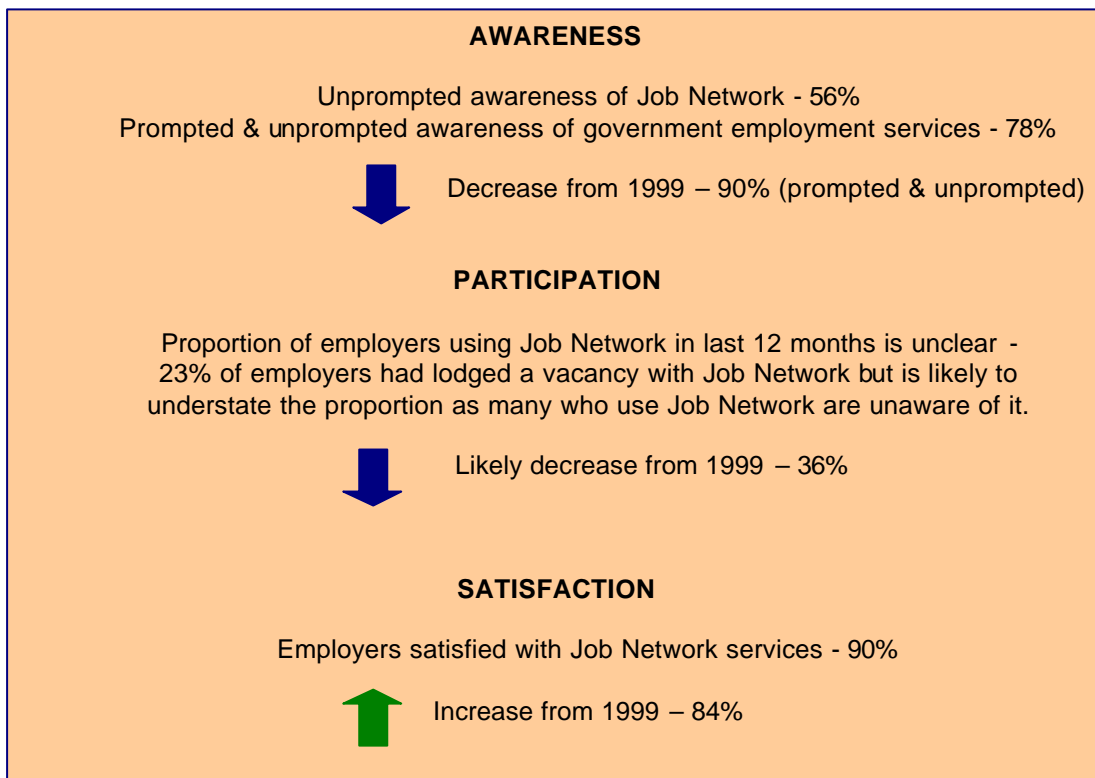 AWARENESS
Unprompted awareness of Job Network - 56%
Prompted & unprompted awareness of government employment services - 78%
Decrease from 1999 – 90% (prompted & unprompted)
PARTICIPATION
Proportion of employers using Job Network in last 12 months is unclear -
23% of employers had lodged a vacancy with Job Network but is likely to
understate the proportion as many who use Job Network are unaware of it.
Likely decrease from 1999 – 36%
SATISFACTION
Employers satisfied with Job Network services - 90%
Increase from 1999 – 84%